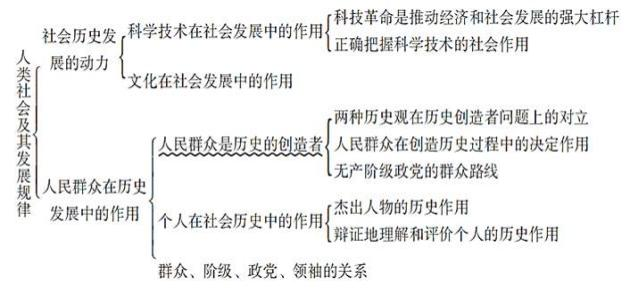 人类社会及其发展规律
社会历史发
展的动力
科学技术在社会发展中的作用
科技革命是推动经济和社会发展的强大杠杆
正确把握科学技术的社会作用
文化在社会发展中的作用
人民群众在历史
发展中的作用
人民群众是历史的创造者
两种历史观在历史创造者问题上的对立
人民群众在创造历史过程中的决定作用
无产阶级政党的群众路线
个人在社会历史中的作用
杰出人物的历史作用
辩证地理解和评价个人的历史作用
群众、阶级、政党、领袖的关系